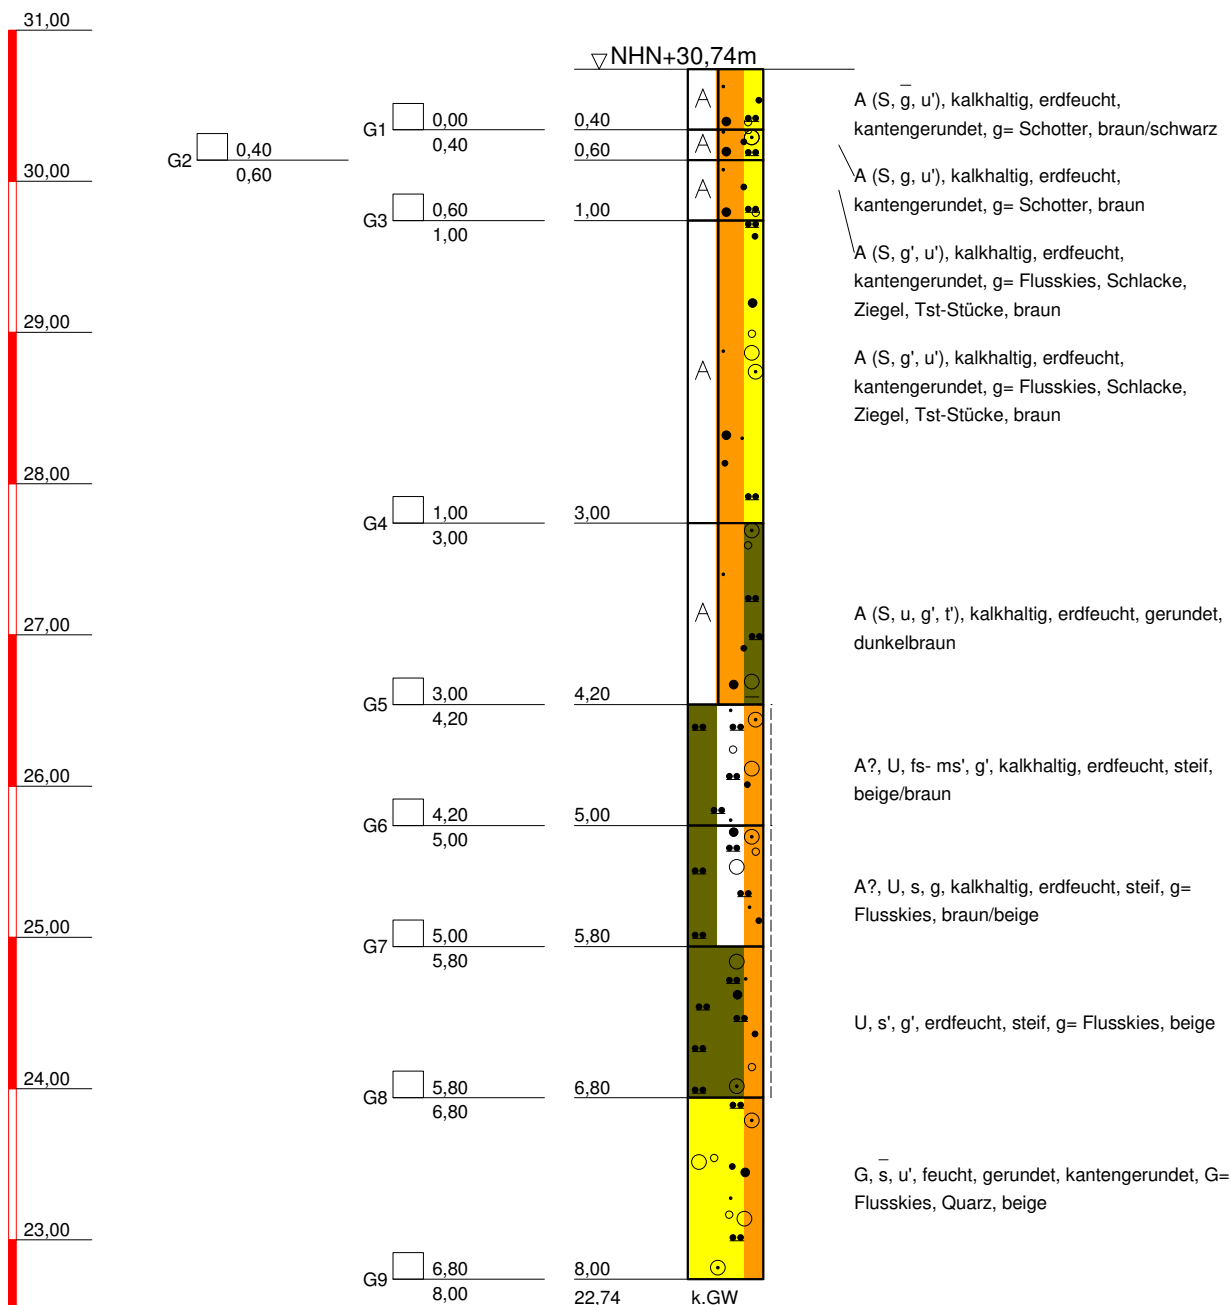 31,00
NHN+30,74m
A (S, g̅, u'), kalkhaltig, erdfeucht,
kantengerundet, g= Schotter, braun/schwarz
G1 0,00 0,40
0,40
A
G2 0,40 0,60
0,60
A
30,00
A (S, g, u'), kalkhaltig, erdfeucht,
kantengerundet, g= Schotter, braun
G3 0,60 1,00
1,00
A
A (S, g', u'), kalkhaltig, erdfeucht,
kantengerundet, g= Flusskies, Schlacke,
Ziegel, Tst-Stücke, braun
29,00
A (S, g', u'), kalkhaltig, erdfeucht,
kantengerundet, g= Flusskies, Schlacke,
Ziegel, Tst-Stücke, braun
A
28,00
G4 1,00 3,00
3,00
A (S, u, g', t'), kalkhaltig, erdfeucht, gerundet,
dunkelbraun
A
27,00
G5 3,00 4,20
4,20
A?, U, fs- ms', g', kalkhaltig, erdfeucht, steif,
beige/braun
26,00
G6 4,20 5,00
5,00
A?, U, s, g, kalkhaltig, erdfeucht, steif, g=
Flusskies, braun/beige
25,00
G7 5,00 5,80
5,80
U, s', g', erdfeucht, steif, g= Flusskies, beige
24,00
G8 5,80 6,80
6,80
G, s̅, u', feucht, gerundet, kantengerundet, G=
Flusskies, Quarz, beige
23,00
G9 6,80 8,00
8,00 22,74 k.GW